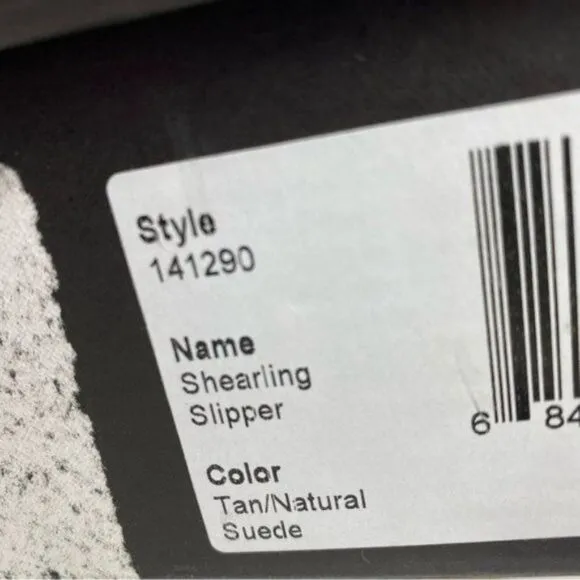 Style
141290
Name
Shearling
Slipper
Color
Tan/Natural
Suede
6 84